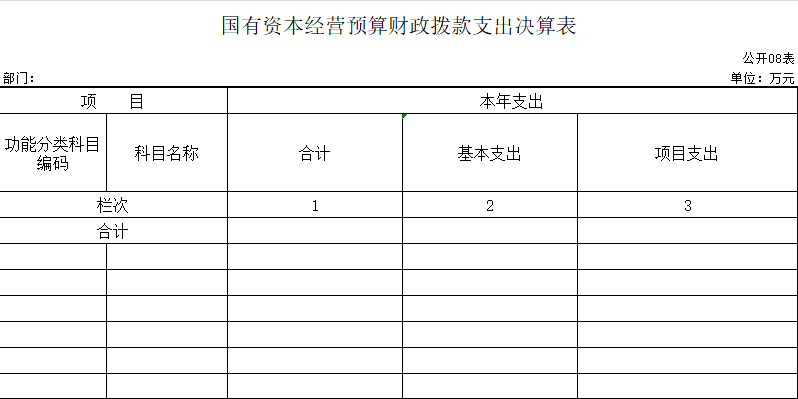 国有资本经营预算财政拨款支出决算表
公开08表
部门：
单位：万元
项 目
本年支出
功能分类科目
编码
科目名称
合计
基本支出
项目支出
栏次
1
2
3
合计